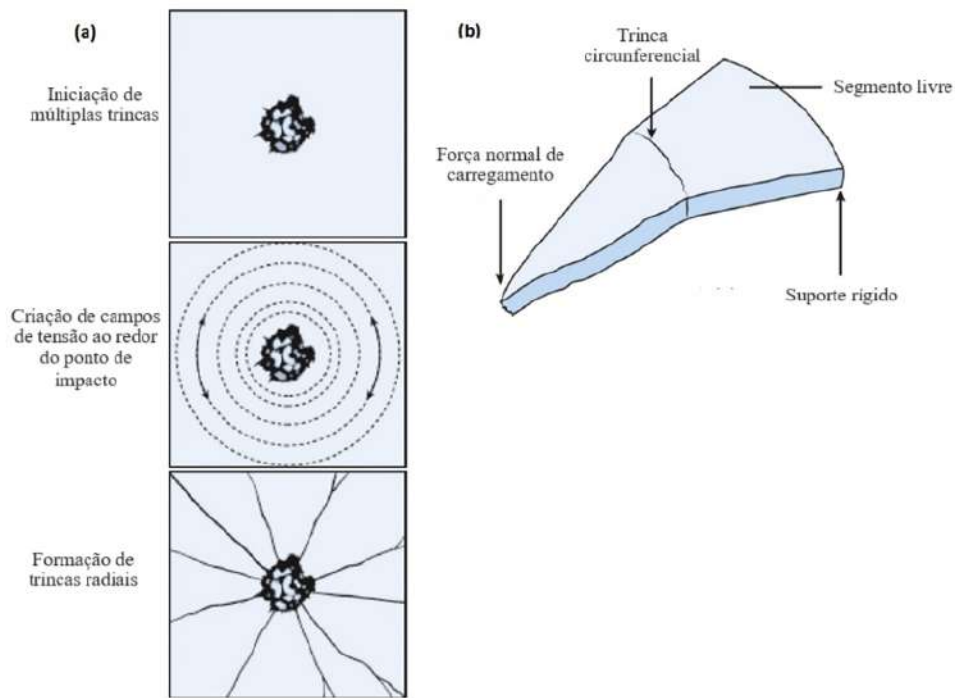 (a)
Iniciação de
múltiplas trincas
Criação de campos
de tensão ao redor
do ponto de
impacto
Formação de
trincas radiais
(b)
Trinca
circunferencial
Segmento livre
Força normal de
carregamento
Suporte rígido